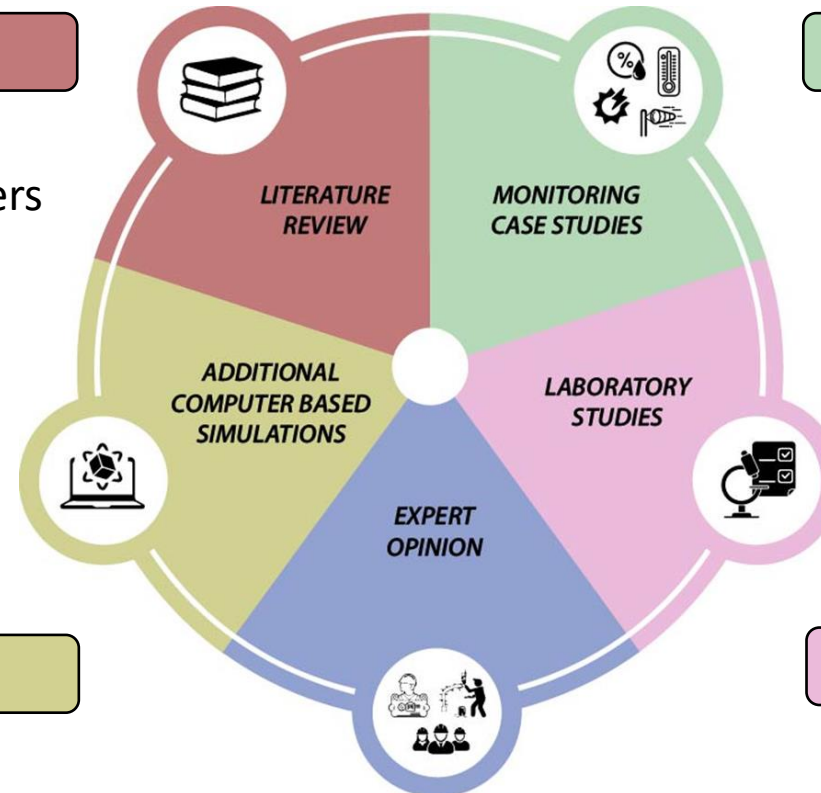 ers
LITERATURE
REVIEW
MONITORING
CASE STUDIES
%
ADDITIONAL
COMPUTER BASED
SIMULATIONS
LABORATORY
STUDIES
EXPERT
OPINION